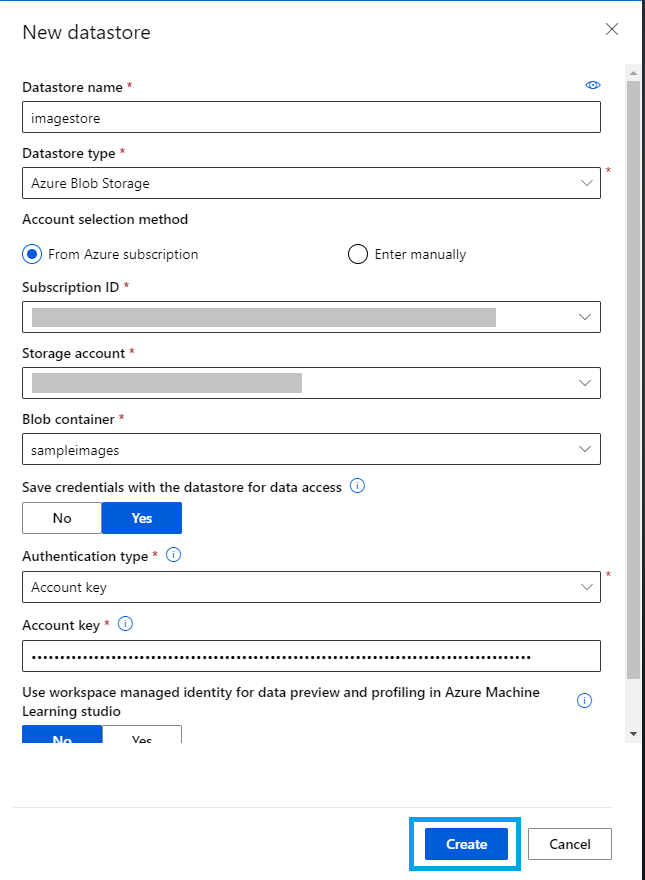 New datastore
Datastore name *
imagestore
Datastore type *
Azure Blob Storage
*
Account selection method
From Azure subscription
Enter manually
Subscription ID *
Storage account *
Blob container *
sampleimages
Save credentials with the datastore for data access
No
Yes
Authentication type *
Account key
*
Account key *
Use workspace managed identity for data preview and profiling in Azure Machine
Learning studio
No
Yes
Create
Cancel